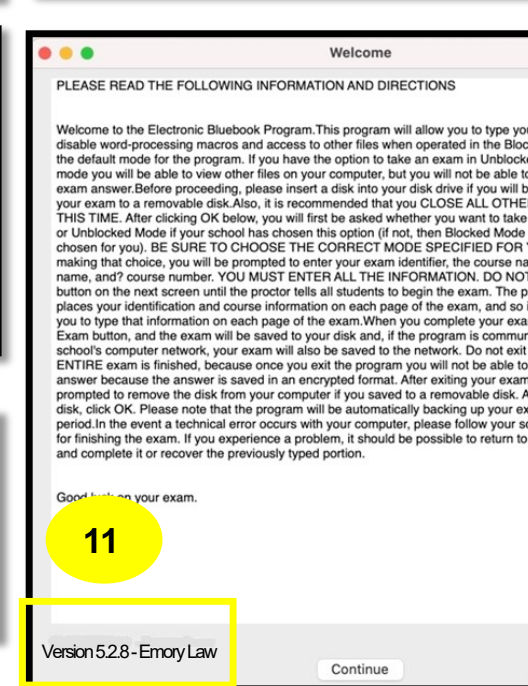 Welcome
PLEASE READ THE FOLLOWING INFORMATION AND DIRECTIONS
Welcome to the Electronic Bluebook Program.This program will allow you to type
disable word-processing macros and access to other files when operated in the
the default mode for the program. If you have the option to take an exam in
mode you will be able to view other files on your computer, but you will not be able
exam answer.Before proceeding, please insert a disk into your disk drive if you will
your exam to a removable disk.Also, it is recommended that you CLOSE ALL
THIS TIME. After clicking OK below, you will first be asked whether you want to take
or Unblocked Mode if your school has chosen this option (if not, then Blocked Mode
chosen for you). BE SURE TO CHOOSE THE CORRECT MODE SPECIFIED FOR
making that choice, you will be prompted to enter your exam identifier, the course
name, and? course number. YOU MUST ENTER ALL THE INFORMATION. DO NOT
button on the next screen until the proctor tells all students to begin the exam. The
places your identification and course information on each page of the exam, and so
you to type that information on each page of the exam.When you complete your
Exam button, and the exam will be saved to your disk and, if the program is
school's computer network, your exam will also be saved to the network. Do not exit
ENTIRE exam is finished, because once you exit the program you will not be able to
answer because the answer is saved in an encrypted format. After exiting your exam
prompted to remove the disk from your computer if you saved to a removable disk.
disk, click OK. Please note that the program will be automatically backing up your
period.In the event a technical error occurs with your computer, please follow your
for finishing the exam. If you experience a problem, it should be possible to return to
and complete it or recover the previously typed portion.
Good luck on your exam.
11
Version 5.2.8 - Emory Law
Continue